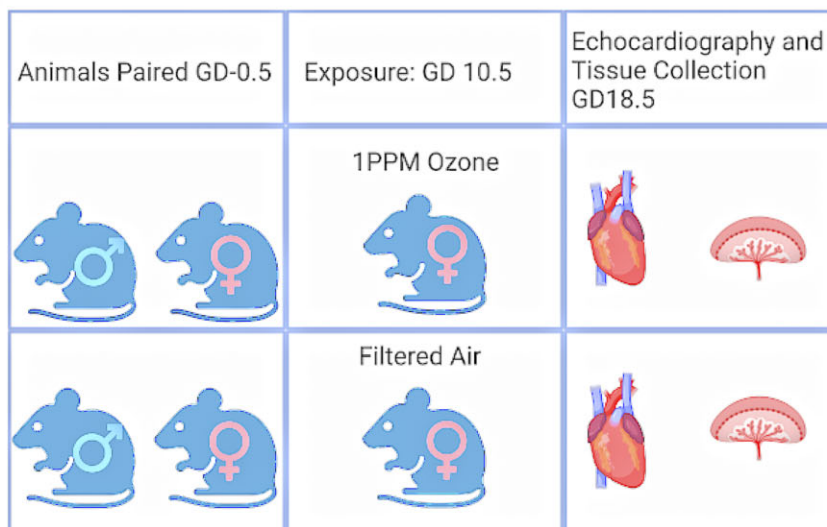 Animals Paired GD-0.5
Exposure: GD 10.5
Echocardiography and
Tissue Collection
GD18.5
1PPM Ozone
Filtered Air